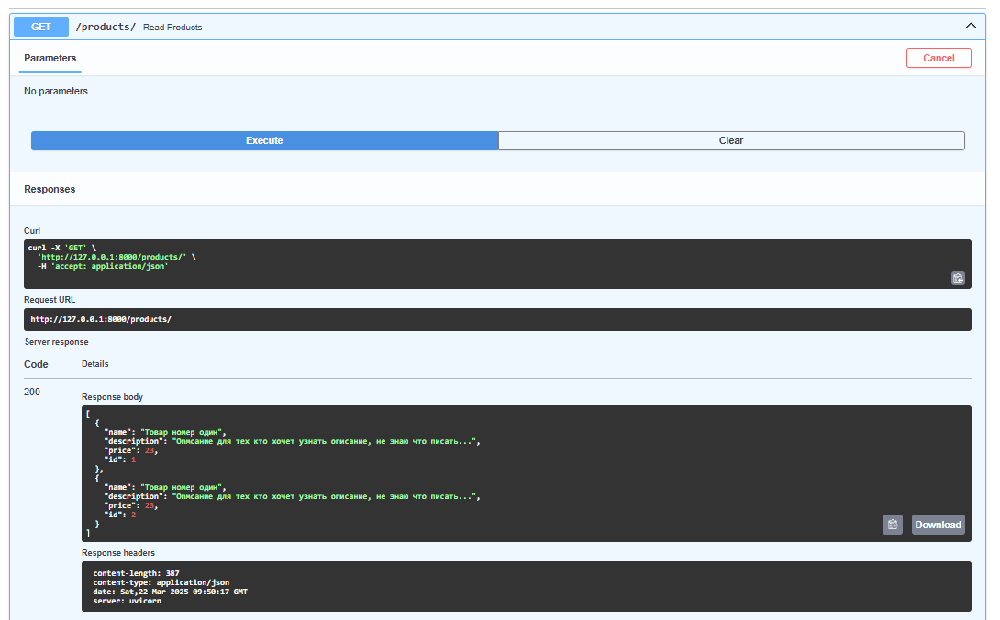 GET /products/ Read Products
Parameters
Cancel
No parameters
Execute
Clear
Responses
Curl
curl -X 'GET' \
'http://127.0.0.1:8000/products/' \
-H 'accept: application/json'
Request URL
http://127.0.0.1:8000/products/
Server response
Code Details
200
Response body
[
{
"name": "Товар номер один",
"description": "Описание для тех кто хочет узнать описание, не знаю что писать...",
"price": 23,
"id": 1
},
{
"name": "Товар номер один",
"description": "Описание для тех кто хочет узнать описание, не знаю что писать...",
"price": 23,
"id": 2
}
]
Download
Response headers
content-length: 387
content-type: application/json
date: Sat,22 Mar 2025 09:50:17 GMT
server: uvicorn